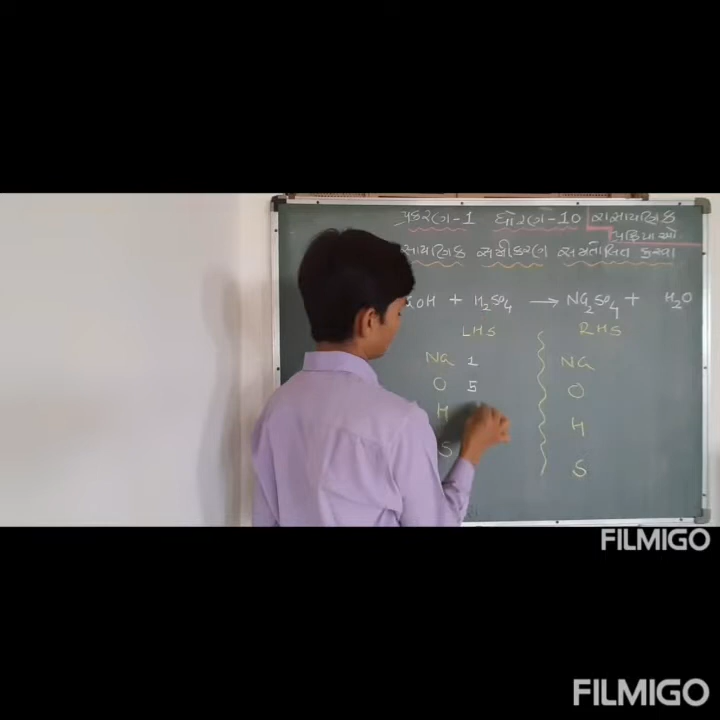 પ્રકરણ-1 ધોરણ-10 રાસાયણિક
પ્રક્રિયાઓ
સમીકરણ સમતોલિત કરવા
OH + H₂SO₄ → Na₂SO₄ + H₂O
LHS RHS
Na 1 Na
O 5 O
H H
S S
FILMIGO
FILMIGO